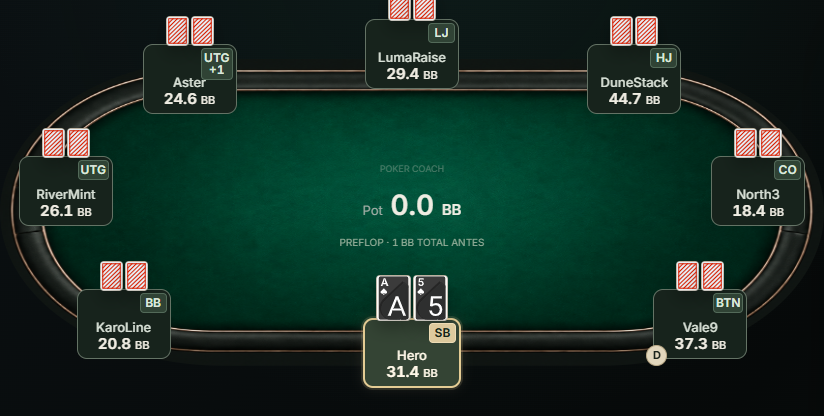 LJ
LumaRaise
29.4 BB
UTG
+1
Aster
24.6 BB
HJ
DuneStack
44.7 BB
UTG
RiverMint
26.1 BB
CO
North3
18.4 BB
POKER COACH
Pot 0.0 BB
PREFLOP · 1 BB TOTAL ANTES
BB
KaroLine
20.8 BB
A
A
5
5
SB
Hero
31.4 BB
BTN
Vale9
37.3 BB
D